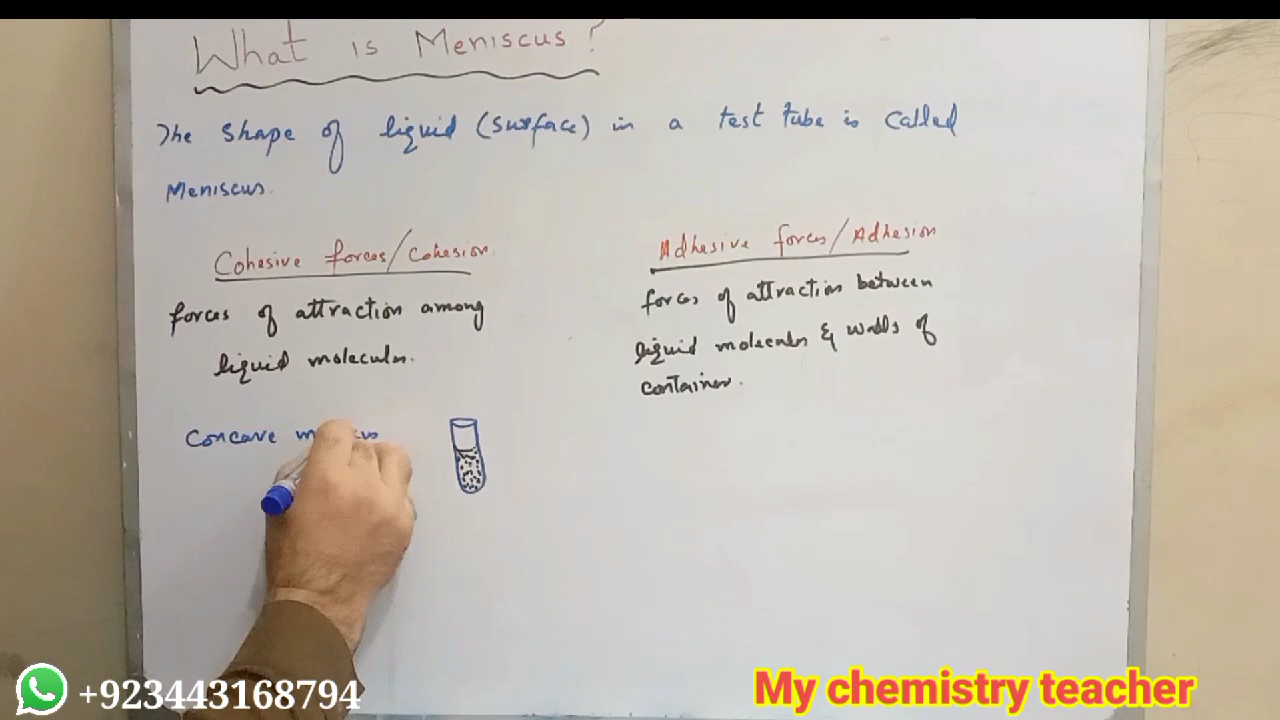 What is Meniscus?
The shape of liquid (surface) in a test tube is called
Meniscus.
Cohesive forces/Cohesion
forces of attraction among
liquid molecules.
Adhesive forces/Adhesion
forces of attraction between
liquid molecules & walls of
container.
Concave
+923443168794
My chemistry teacher